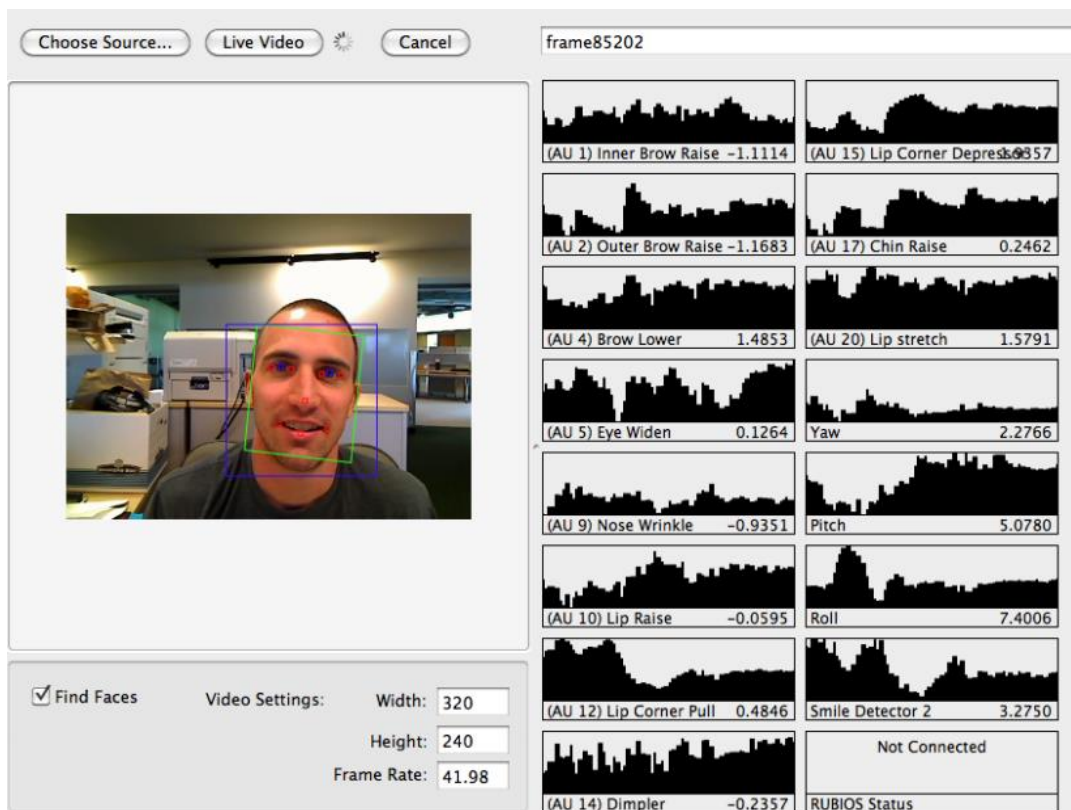 Choose Source...
Live Video
Cancel
frame85202
(AU 1) Inner Brow Raise -1.1114
(AU 15) Lip Corner Depressor 1.9357
(AU 2) Outer Brow Raise -1.1683
(AU 17) Chin Raise 0.2462
(AU 4) Brow Lower 1.4853
(AU 20) Lip stretch 1.5791
(AU 5) Eye Widen 0.1264
Yaw 2.2766
(AU 9) Nose Wrinkle -0.9351
Pitch 5.0780
(AU 10) Lip Raise -0.0595
Roll 7.4006
(AU 12) Lip Corner Pull 0.4846
Smile Detector 2 3.2750
(AU 14) Dimpler -0.2357
Not Connected
RUBIOS Status
Find Faces
Video Settings:
Width: 320
Height: 240
Frame Rate: 41.98